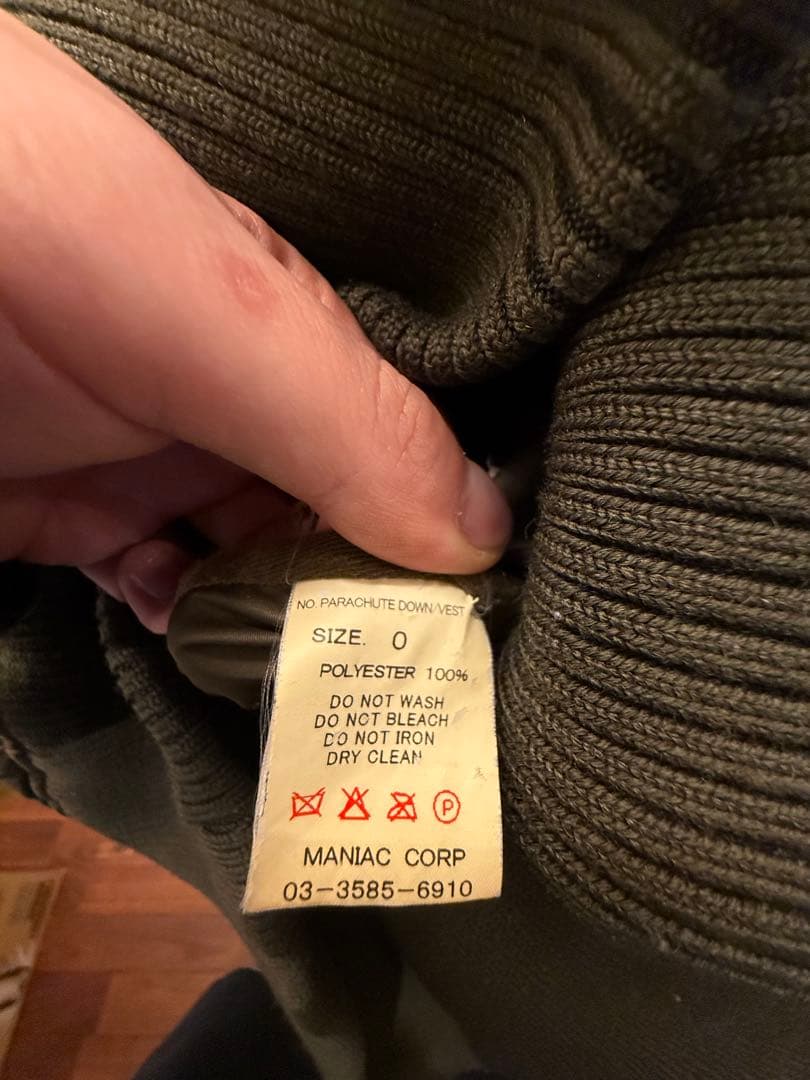 NO. PARACHUTE DOWN/VEST
SIZE. 0
POLYESTER 100%
DO NOT WASH
DO NOT BLEACH
DO NOT IRON
DRY CLEAN
P
MANIAC CORP
03-3585-6910